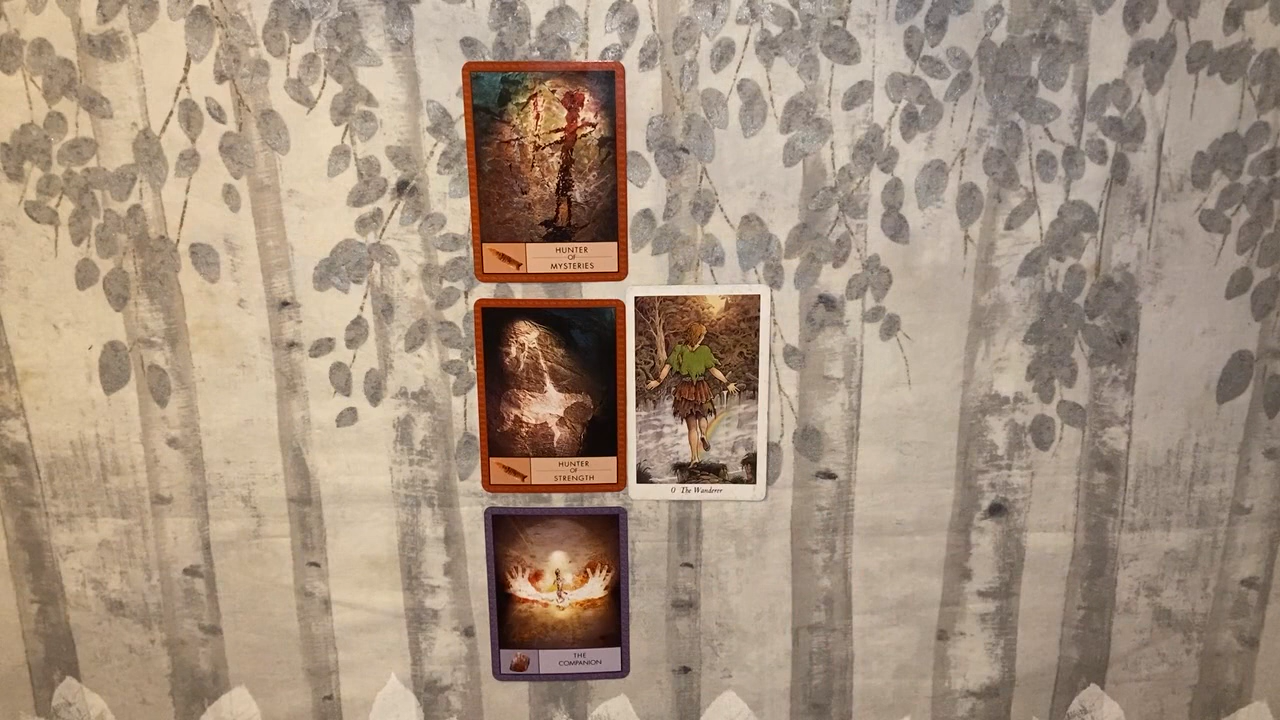 HUNTER
OF
MYSTERIES
HUNTER
OF
STRENGTH
0 The Wanderer
THE
COMPANION